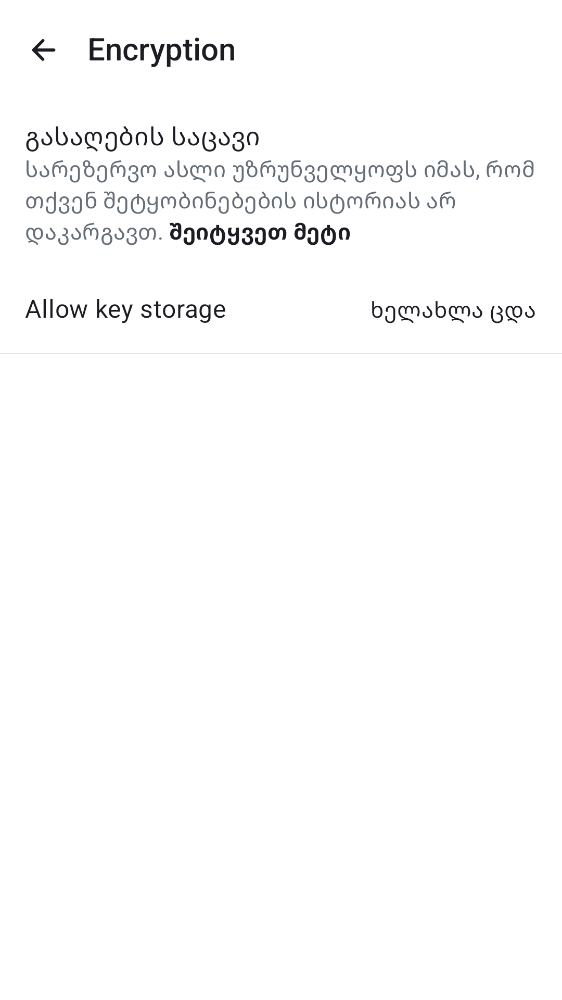 Encryption
გასაღების საცავი
სარეზერვო ასლი უზრუნველყოფს იმას, რომ
თქვენ შეტყობინებების ისტორიას არ
დაკარგავთ. შეიტყვეთ მეტი
Allow key storage ხელახლა ცდა